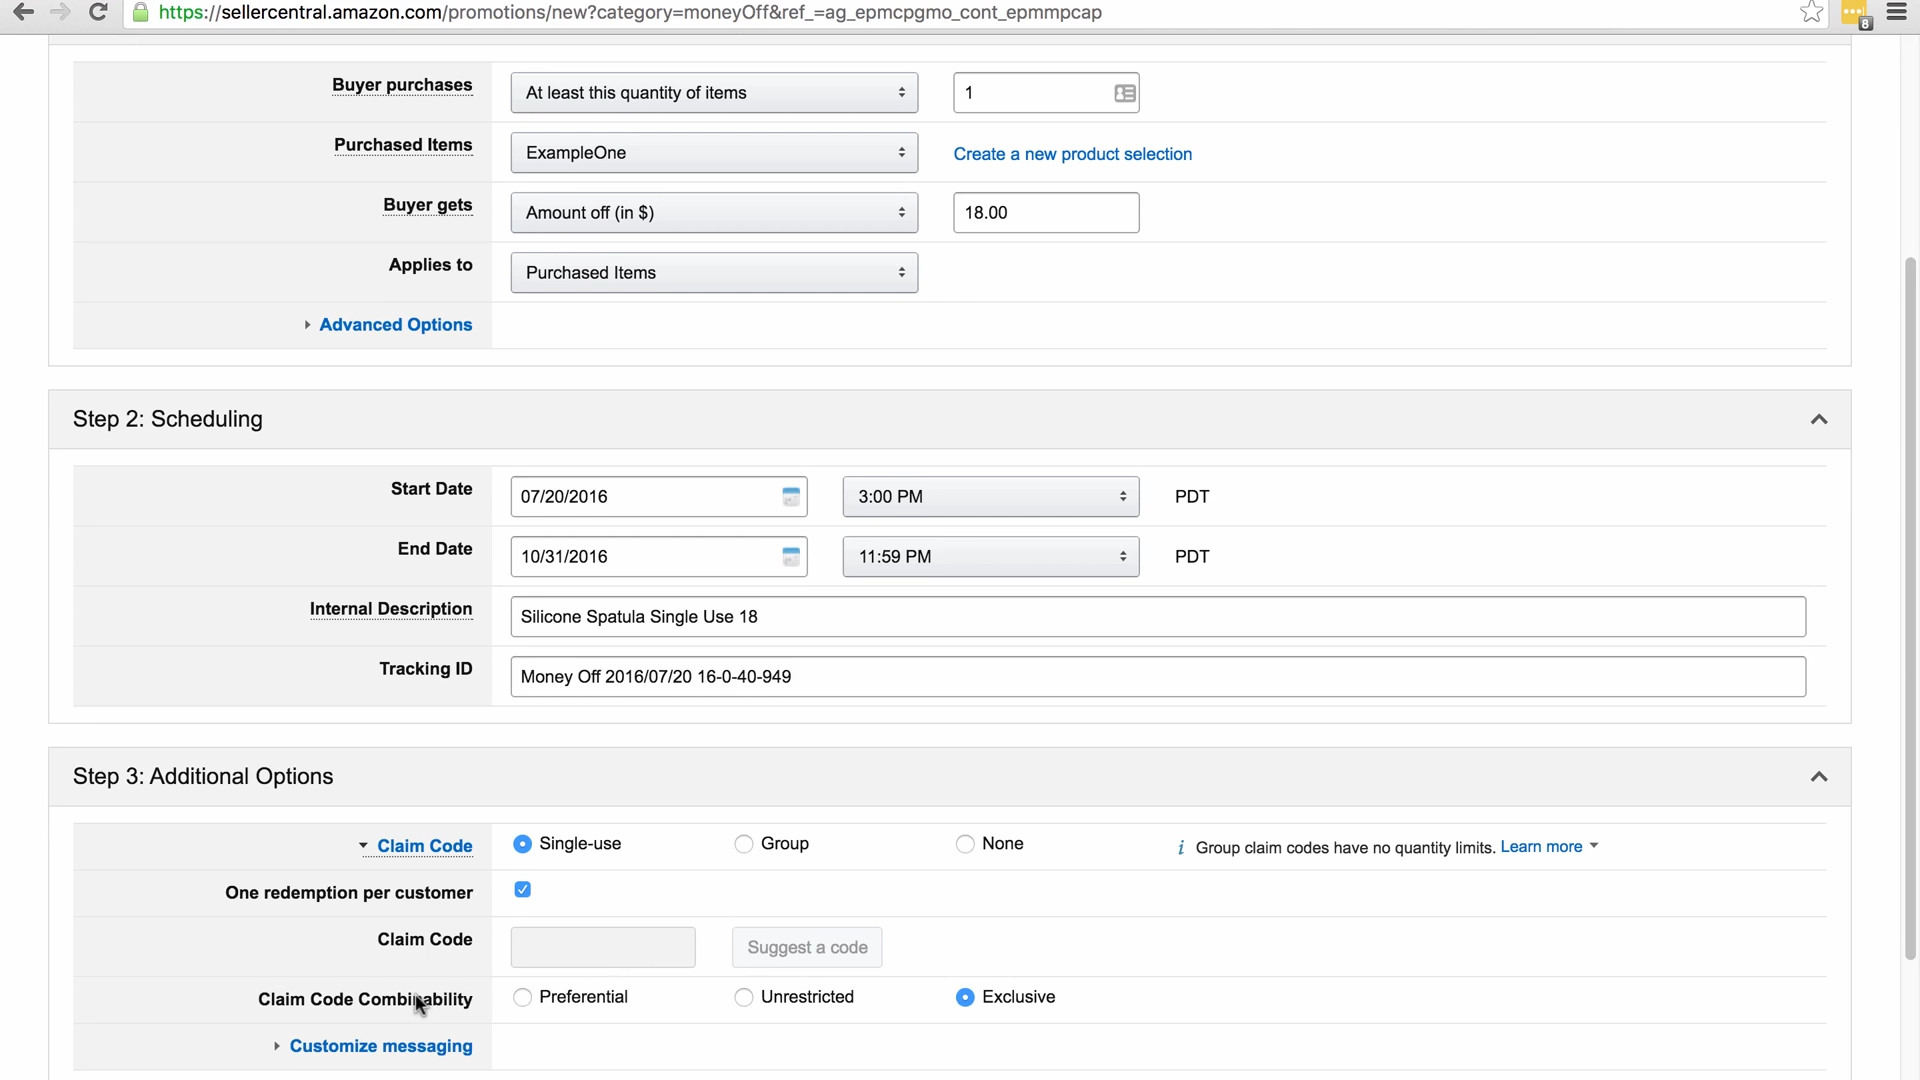 https://sellercentral.amazon.com/promotions/new?category=moneyOff&ref_=ag_epmcpgmo_cont_epmmpcap
8
Buyer purchases At least this quantity of items 1
Purchased Items ExampleOne Create a new product selection
Buyer gets Amount off (in $) 18.00
Applies to Purchased Items
Advanced Options
Step 2: Scheduling
Start Date 07/20/2016 3:00 PM PDT
End Date 10/31/2016 11:59 PM PDT
Internal Description Silicone Spatula Single Use 18
Tracking ID Money Off 2016/07/20 16-0-40-949
Step 3: Additional Options
Claim Code Single-use Group None i Group claim codes have no quantity limits. Learn more
One redemption per customer
Claim Code Suggest a code
Claim Code Combinability Preferential Unrestricted Exclusive
Customize messaging